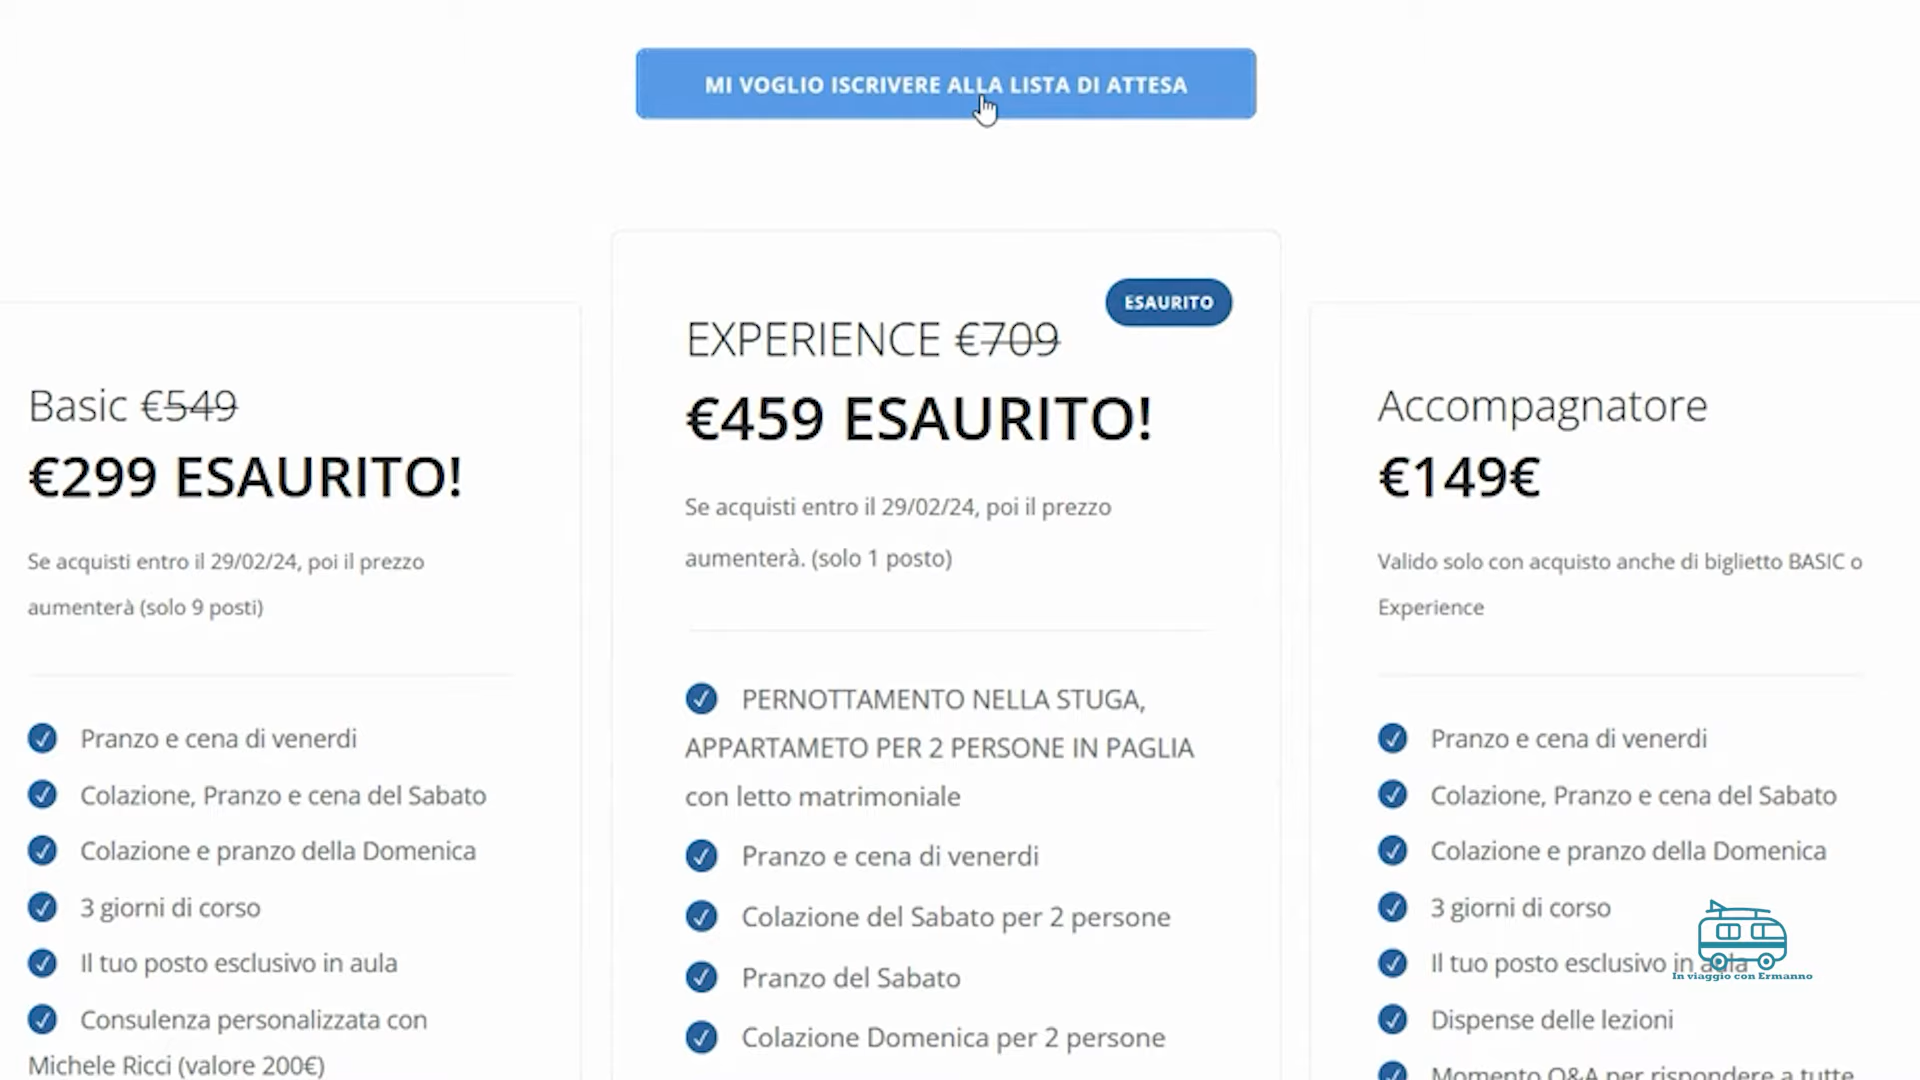 MI VOGLIO ISCRIVERE ALLA LISTA DI ATTESA
Basic €549
€299 ESAURITO!
Se acquisti entro il 29/02/24, poi il prezzo
aumenterà (solo 9 posti)
Pranzo e cena di venerdi
Colazione, Pranzo e cena del Sabato
Colazione e pranzo della Domenica
3 giorni di corso
Il tuo posto esclusivo in aula
Consulenza personalizzata con
Michele Ricci (valore 200€)
ESAURITO
EXPERIENCE €709
€459 ESAURITO!
Se acquisti entro il 29/02/24, poi il prezzo
aumenterà. (solo 1 posto)
PERNOTTAMENTO NELLA STUGA,
APPARTAMETO PER 2 PERSONE IN PAGLIA
con letto matrimoniale
Pranzo e cena di venerdi
Colazione del Sabato per 2 persone
Pranzo del Sabato
Colazione Domenica per 2 persone
Accompagnatore
€149€
Valido solo con acquisto anche di biglietto BASIC o
Experience
Pranzo e cena di venerdi
Colazione, Pranzo e cena del Sabato
Colazione e pranzo della Domenica
3 giorni di corso
Il tuo posto esclusivo in aula
In viaggio con Ermanno
Dispense delle lezioni
Momento Q&A per rispondere a tutte